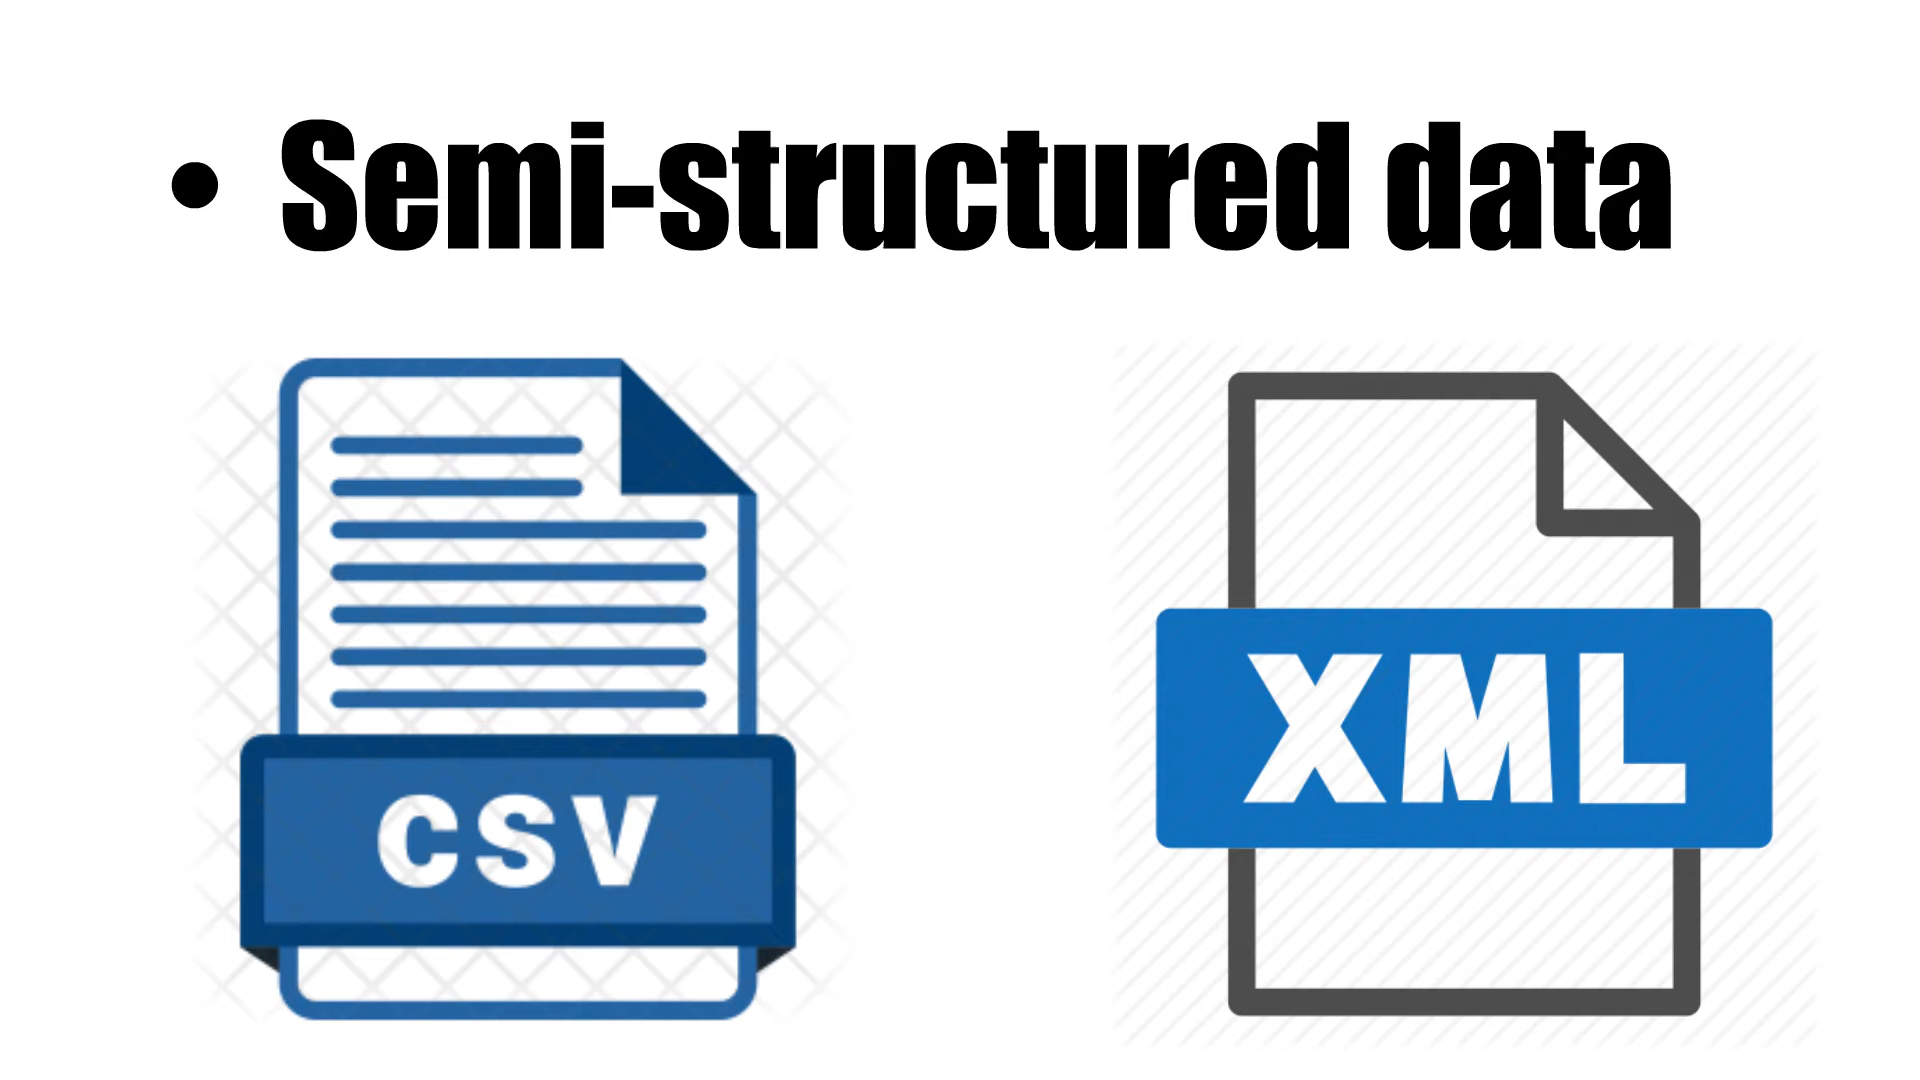 • Semi-structured data
CSV
XML